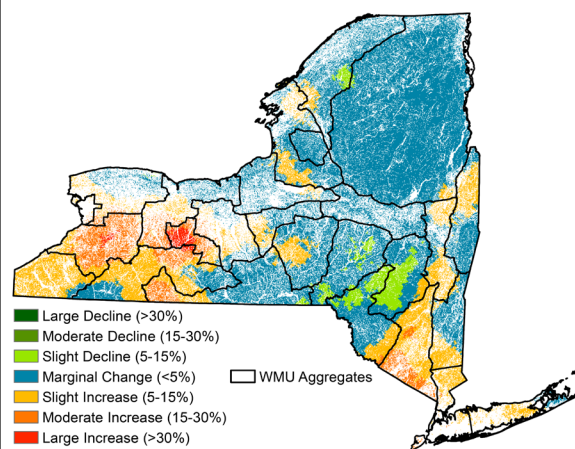 Large Decline (>30%)
Moderate Decline (15-30%)
Slight Decline (5-15%)
Marginal Change (<5%)
WMU Aggregates
Slight Increase (5-15%)
Moderate Increase (15-30%)
Large Increase (>30%)